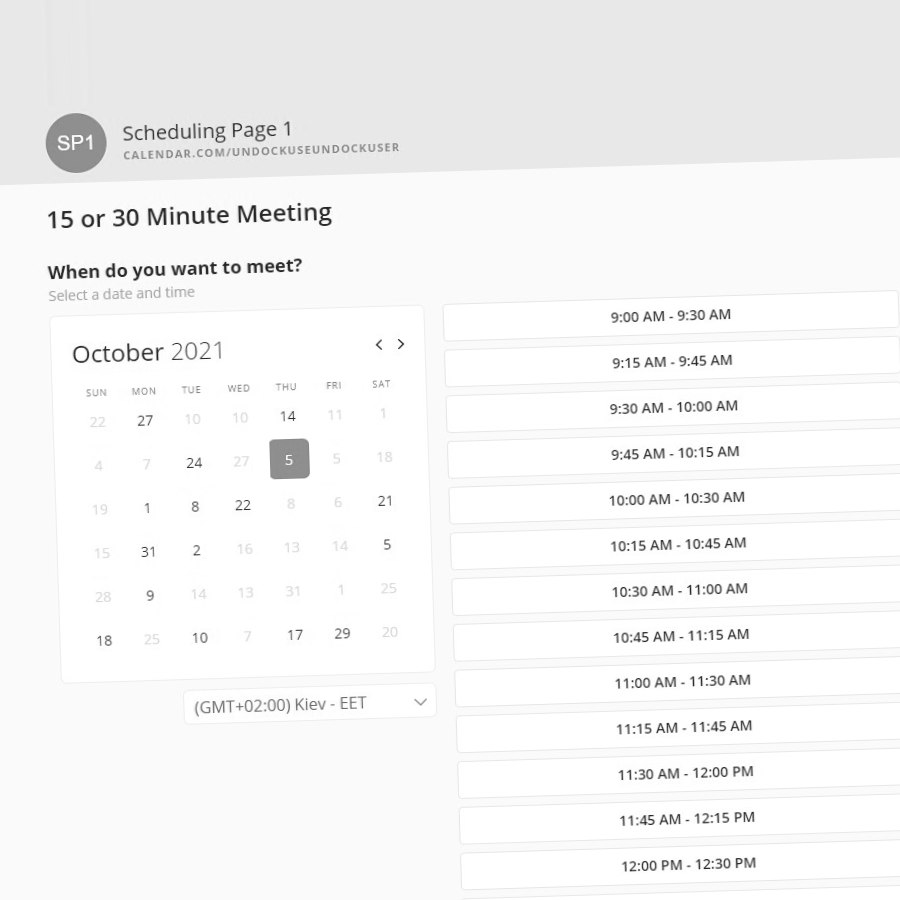 SP1
Scheduling Page 1
CALENDAR.COM/UNDOCKUSEUNDOCKUSER
15 or 30 Minute Meeting
When do you want to meet?
Select a date and time
October 2021
SUN MON TUE WED THU FRI SAT
22 27 10 10 14 11 1
4 7 24 27 5 5 18
19 1 8 22 8 6 21
15 31 2 16 13 14 5
28 9 14 13 31 1 25
18 25 10 7 17 29 20
(GMT+02:00) Kiev - EET
9:00 AM - 9:30 AM
9:15 AM - 9:45 AM
9:30 AM - 10:00 AM
9:45 AM - 10:15 AM
10:00 AM - 10:30 AM
10:15 AM - 10:45 AM
10:30 AM - 11:00 AM
10:45 AM - 11:15 AM
11:00 AM - 11:30 AM
11:15 AM - 11:45 AM
11:30 AM - 12:00 PM
11:45 AM - 12:15 PM
12:00 PM - 12:30 PM